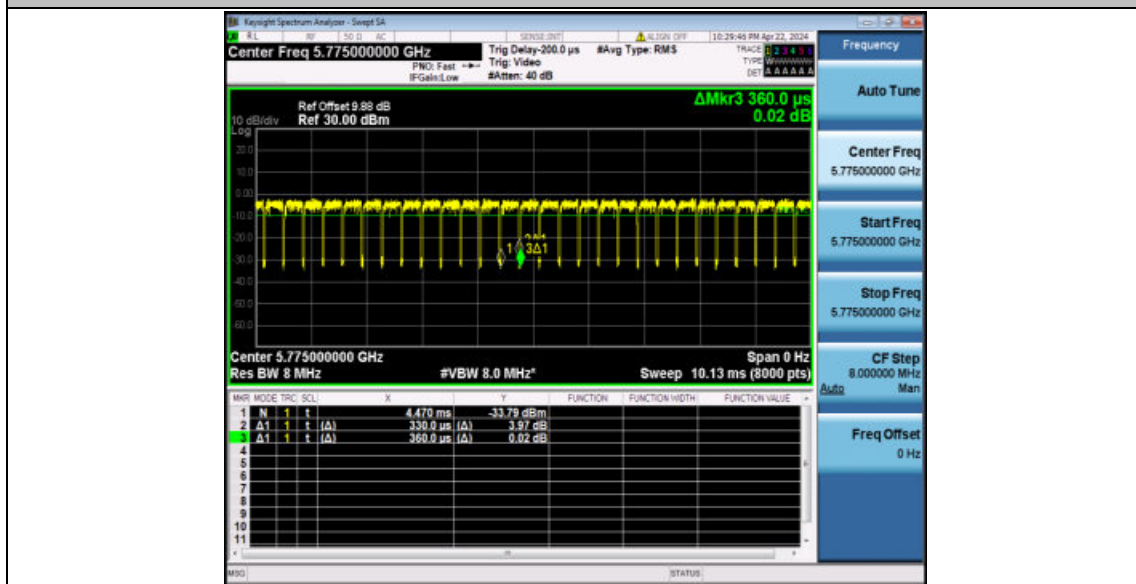 Keysight Spectrum Analyzer - Swept SA
RL RF 50 Ω AC SENSE:INT ALIGN OFF 10:29:46 PM Apr 22, 2024
Center Freq 5.775000000 GHz Trig Delay-200.0 µs #Avg Type: RMS TRACE 1 2 3 4 5 6
PNO: Fast Trig: Video TYPE
IFGain:Low #Atten: 40 dB DET A A A A A A
Frequency
ΔMkr3 360.0 µs
0.02 dB
Ref Offset 9.88 dB
10 dB/div Ref 30.00 dBm
Log
20.0
10.0
0.00
-10.0
-20.0
-30.0
-40.0
-50.0
-60.0
1 3Δ1
Center 5.775000000 GHz Span 0 Hz
Res BW 8 MHz #VBW 8.0 MHz* Sweep 10.13 ms (8000 pts)
MKR MODE TRC SCL X Y FUNCTION FUNCTION WIDTH FUNCTION VALUE
1 N 1 t 4.470 ms -33.79 dBm
2 Δ1 1 t (Δ) 330.0 µs (Δ) 3.97 dB
3 Δ1 1 t (Δ) 360.0 µs (Δ) 0.02 dB
4
5
6
7
8
9
10
11
MSG STATUS
Auto Tune
Center Freq
5.775000000 GHz
Start Freq
5.775000000 GHz
Stop Freq
5.775000000 GHz
CF Step
8.000000 MHz
Auto Man
Freq Offset
0 Hz